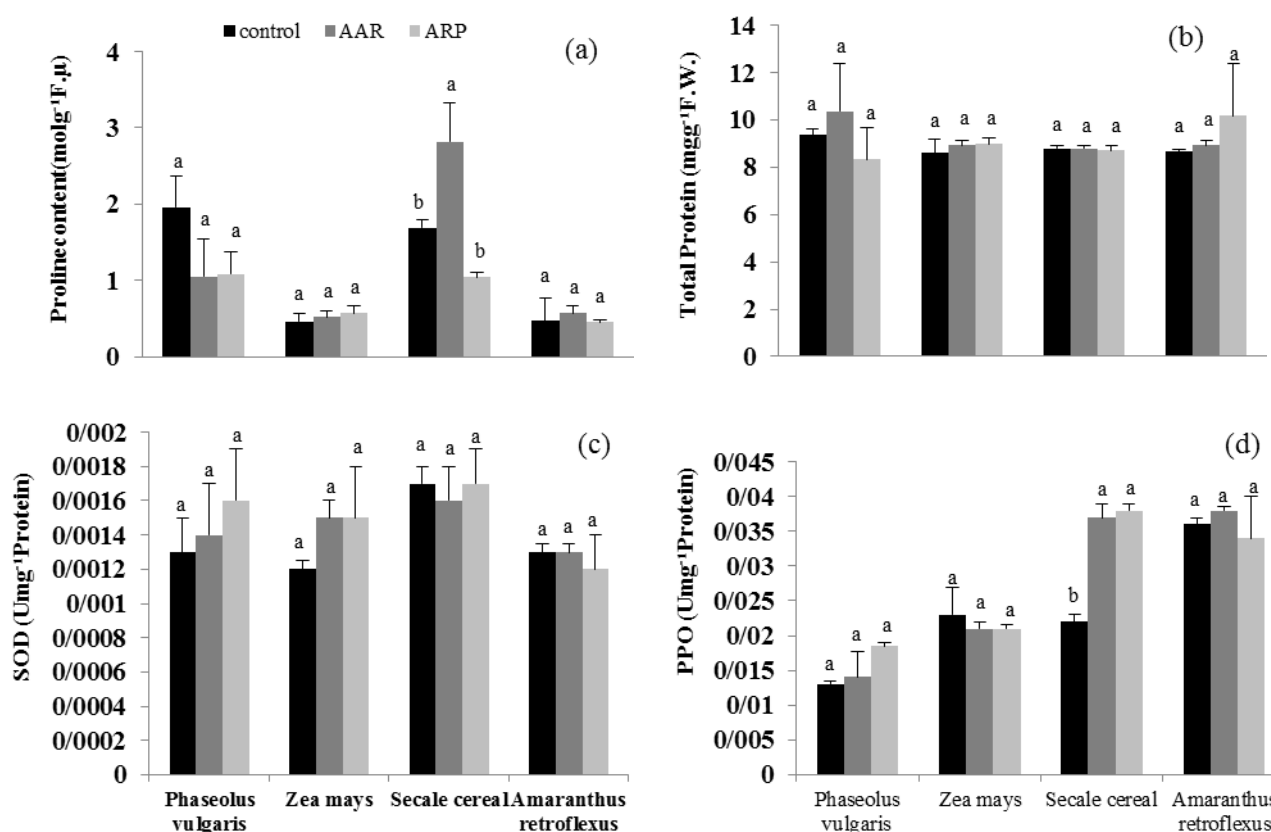 control AAR ARP
(a)
Prolinecontent(molg⁻¹F.µ)
4
3
2
1
0
a a a
a a a
b a b
a a a
(b)
Total Protein (mgg⁻¹F.W.)
14
12
10
8
6
4
2
0
a a a
a a a
a a a
a a a
(c)
SOD (Umg⁻¹Protein)
0/002
0/0018
0/0016
0/0014
0/0012
0/001
0/0008
0/0006
0/0004
0/0002
0
a a a
a a a
a a a
a a a
Phaseolus
vulgaris
Zea mays
Secale cereal
Amaranthus
retroflexus
(d)
PPO (Umg⁻¹Protein)
0/045
0/04
0/035
0/03
0/025
0/02
0/015
0/01
0/005
0
a a a
a a a
b a a
a a a
Phaseolus
vulgaris
Zea mays
Secale cereal
Amaranthus
retroflexus